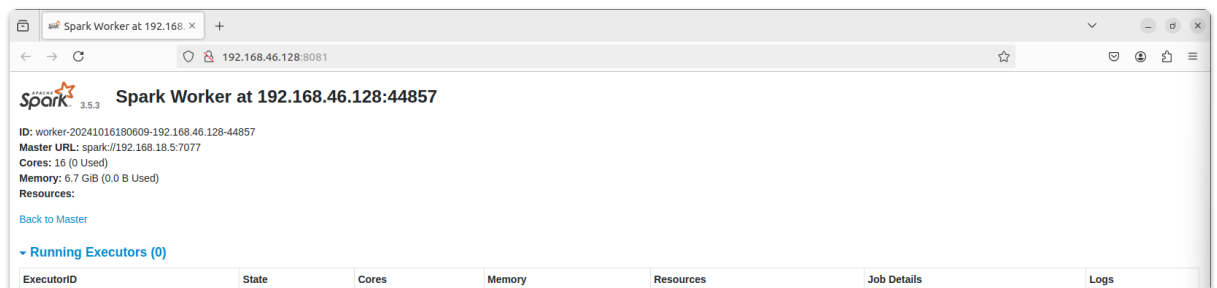 Spark Worker at 192.168.
192.168.46.128:8081
APACHE Spark 3.5.3 Spark Worker at 192.168.46.128:44857
ID: worker-20241016180609-192.168.46.128-44857
Master URL: spark://192.168.18.5:7077
Cores: 16 (0 Used)
Memory: 6.7 GiB (0.0 B Used)
Resources:
Back to Master
Running Executors (0)
ExecutorID State Cores Memory Resources Job Details Logs